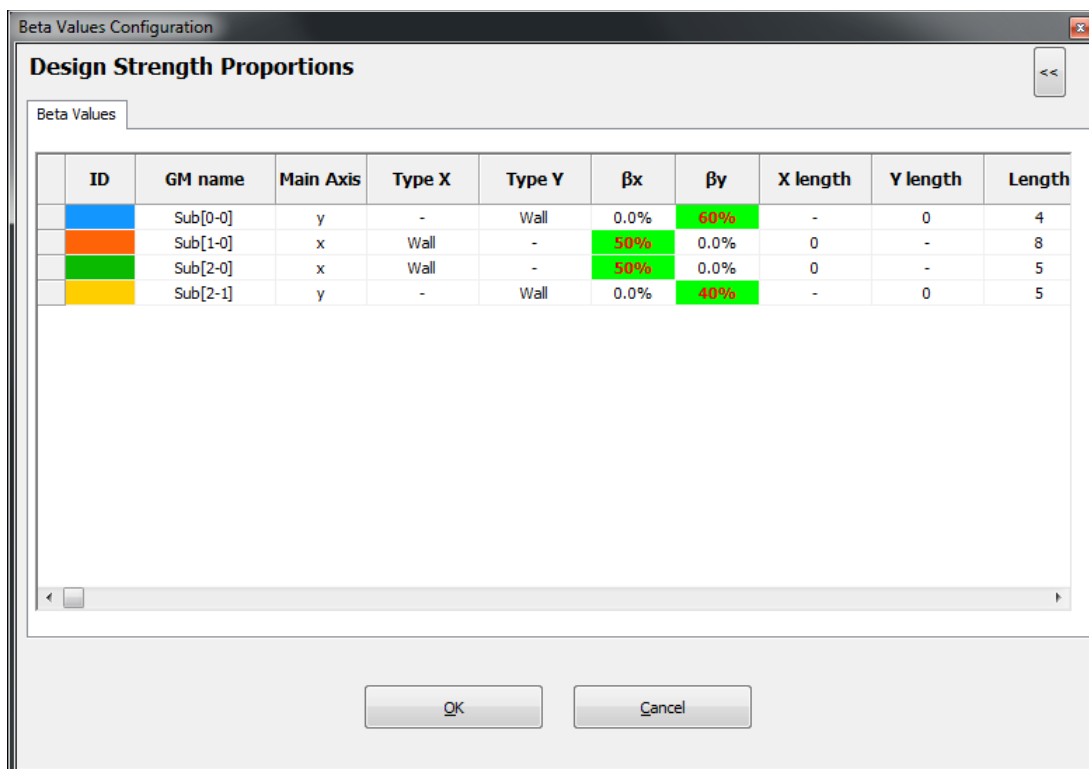 Beta Values Configuration
x
Design Strength Proportions
<<
Beta Values
ID GM name Main Axis Type X Type Y βx βy X length Y length Length
Sub[0-0] y - Wall 0.0% 60% - 0 4
Sub[1-0] x Wall - 50% 0.0% 0 - 8
Sub[2-0] x Wall - 50% 0.0% 0 - 5
Sub[2-1] y - Wall 0.0% 40% - 0 5
OK Cancel